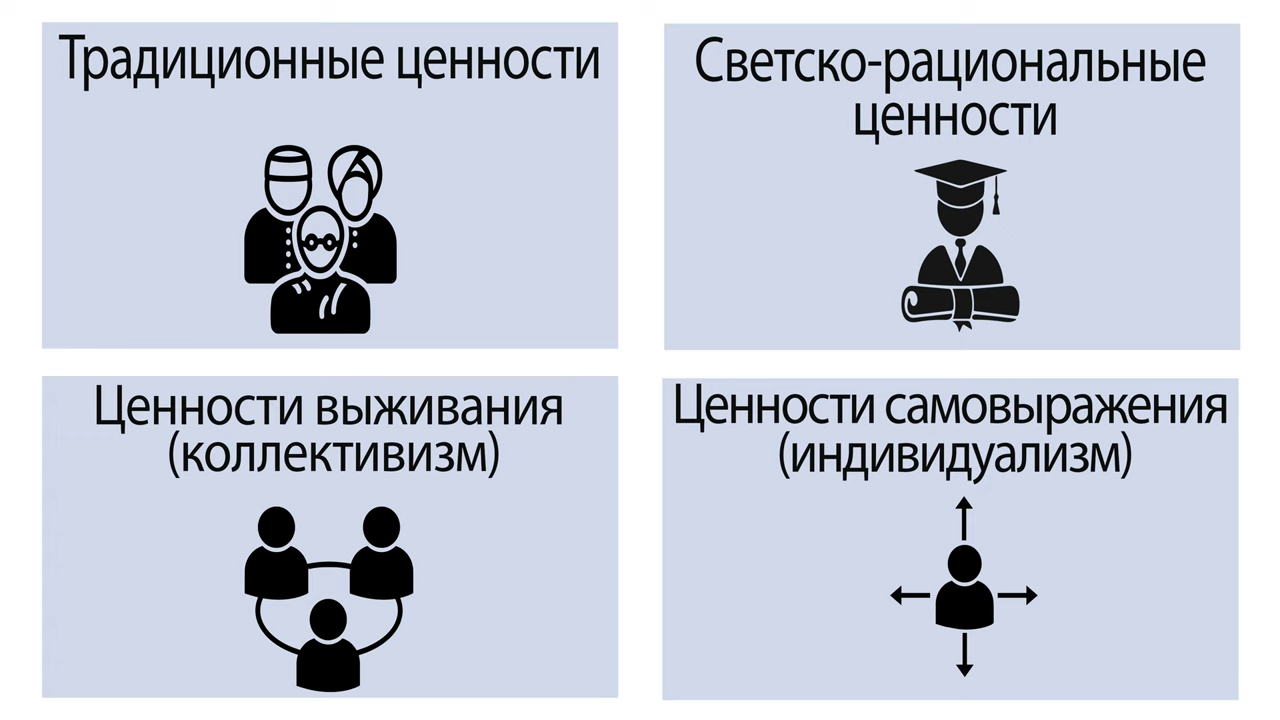 Традиционные ценности
Светско-рациональные
ценности
Ценности выживания
(коллективизм)
Ценности самовыражения
(индивидуализм)